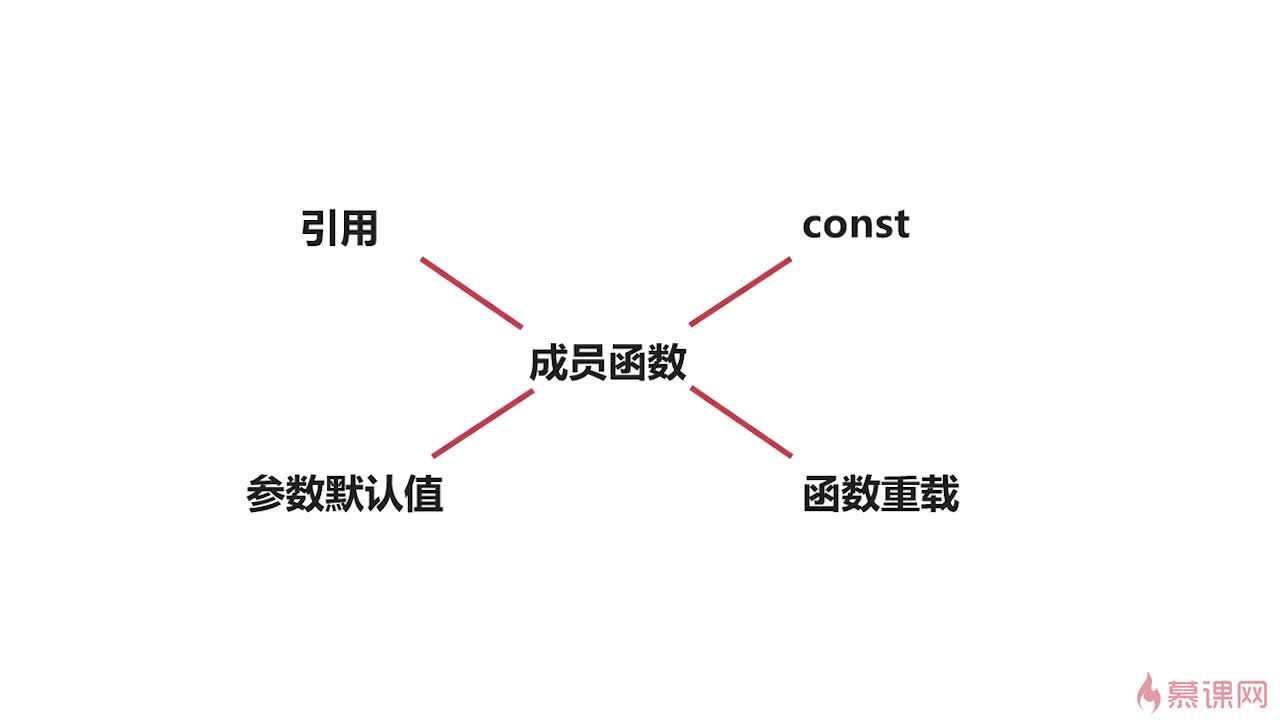 引用
const
成员函数
参数默认值
函数重载
慕课网